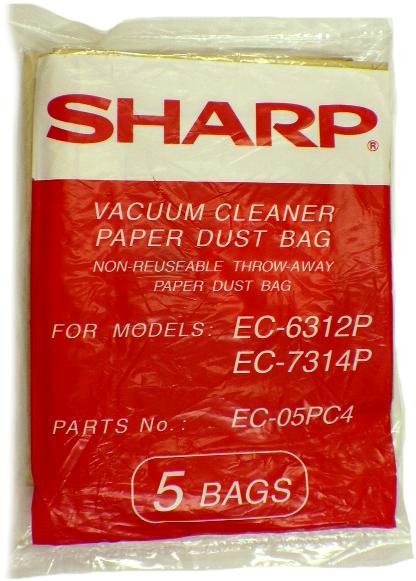 SHARP®
VACUUM CLEANER
PAPER DUST BAG
NON-REUSEABLE THROW-AWAY
PAPER DUST BAG
FOR MODELS: EC-6312P
EC-7314P
PARTS No.: EC-05PC4
5 BAGS